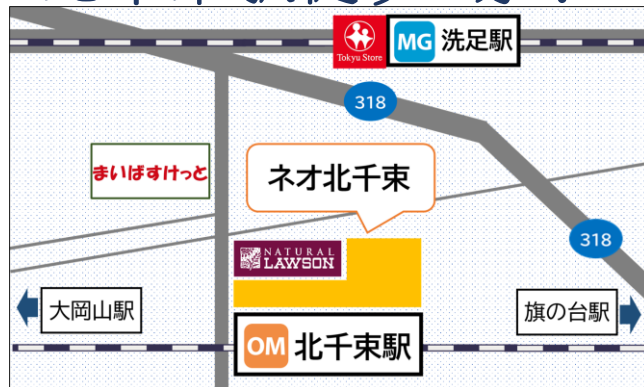 Tokyu Store
MG 洗足駅
318
まいばすけっと
ネオ北千束
318
NATURAL
LAWSON
大岡山駅
旗の台駅
OM 北千束駅